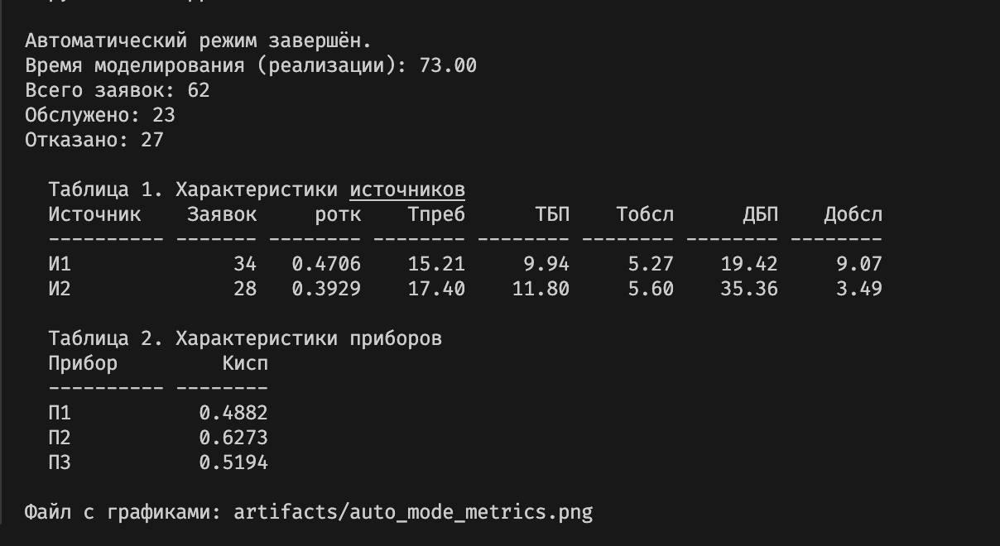 Автоматический режим завершён.
Время моделирования (реализации): 73.00
Всего заявок: 62
Обслужено: 23
Отказано: 27
Таблица 1. Характеристики источников
Источник Заявок ротк Тпреб ТБП Тобсл ДБП Добсл
---------- ------- -------- -------- -------- -------- -------- --------
И1 34 0.4706 15.21 9.94 5.27 19.42 9.07
И2 28 0.3929 17.40 11.80 5.60 35.36 3.49
Таблица 2. Характеристики приборов
Прибор Кисп
---------- --------
П1 0.4882
П2 0.6273
П3 0.5194
Файл с графиками: artifacts/auto_mode_metrics.png